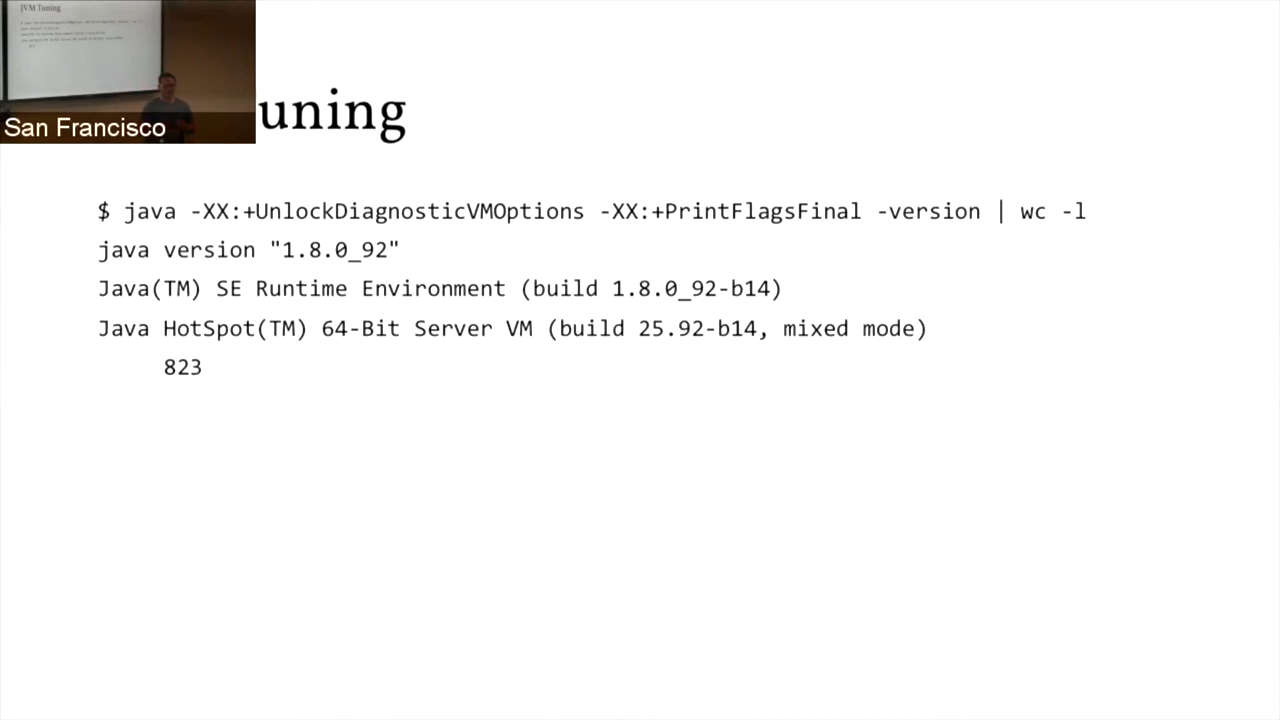 JVM Tuning
San Francisco
uning
$ java -XX:+UnlockDiagnosticVMOptions -XX:+PrintFlagsFinal -version | wc -l
java version "1.8.0_92"
Java(TM) SE Runtime Environment (build 1.8.0_92-b14)
Java HotSpot(TM) 64-Bit Server VM (build 25.92-b14, mixed mode)
823